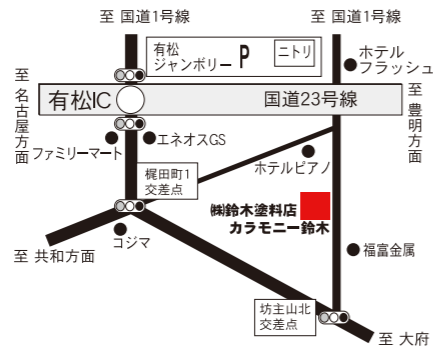 至 国道1号線
至 国道1号線
有松
ジャンボリー
P
ニトリ
ホテル
フラッシュ
至 名古屋方面
有松IC
国道23号線
至 豊明方面
ファミリーマート
エネオスGS
ホテルピアノ
梶田町1
交差点
㈱鈴木塗料店
カラモニー鈴木
コジマ
至 共和方面
福富金属
坊主山北
交差点
至 大府